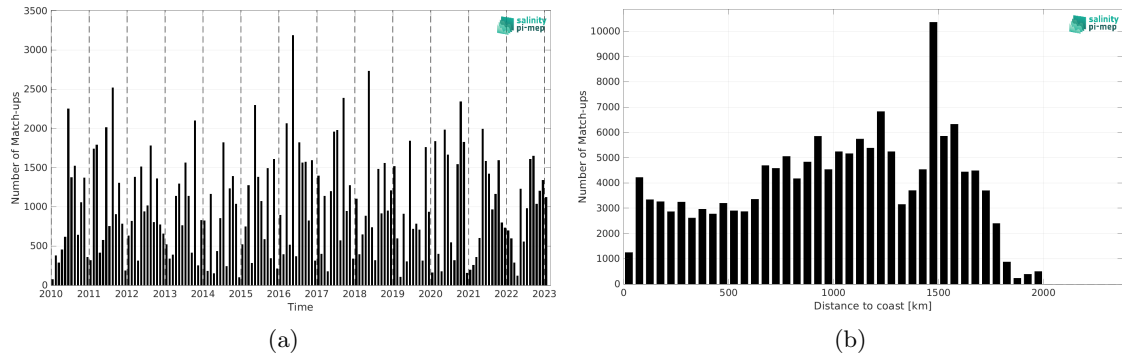 salinity
pi-mep
3500
3000
2500
2000
1500
1000
500
0
Number of Match-ups
2010 2011 2012 2013 2014 2015 2016 2017 2018 2019 2020 2021 2022 2023
Time
(a)
salinity
pi-mep
10000
9000
8000
7000
6000
5000
4000
3000
2000
1000
0
Number of Match-ups
0 500 1000 1500 2000
Distance to coast [km]
(b)